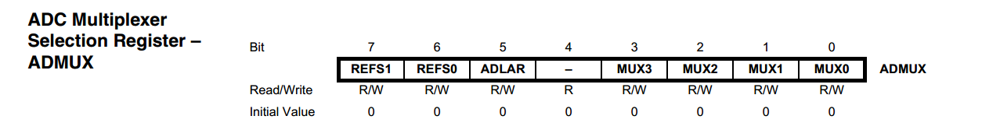 ADC Multiplexer
Selection Register –
ADMUX
Bit 7 6 5 4 3 2 1 0
REFS1 REFS0 ADLAR – MUX3 MUX2 MUX1 MUX0 ADMUX
Read/Write R/W R/W R/W R R/W R/W R/W R/W
Initial Value 0 0 0 0 0 0 0 0